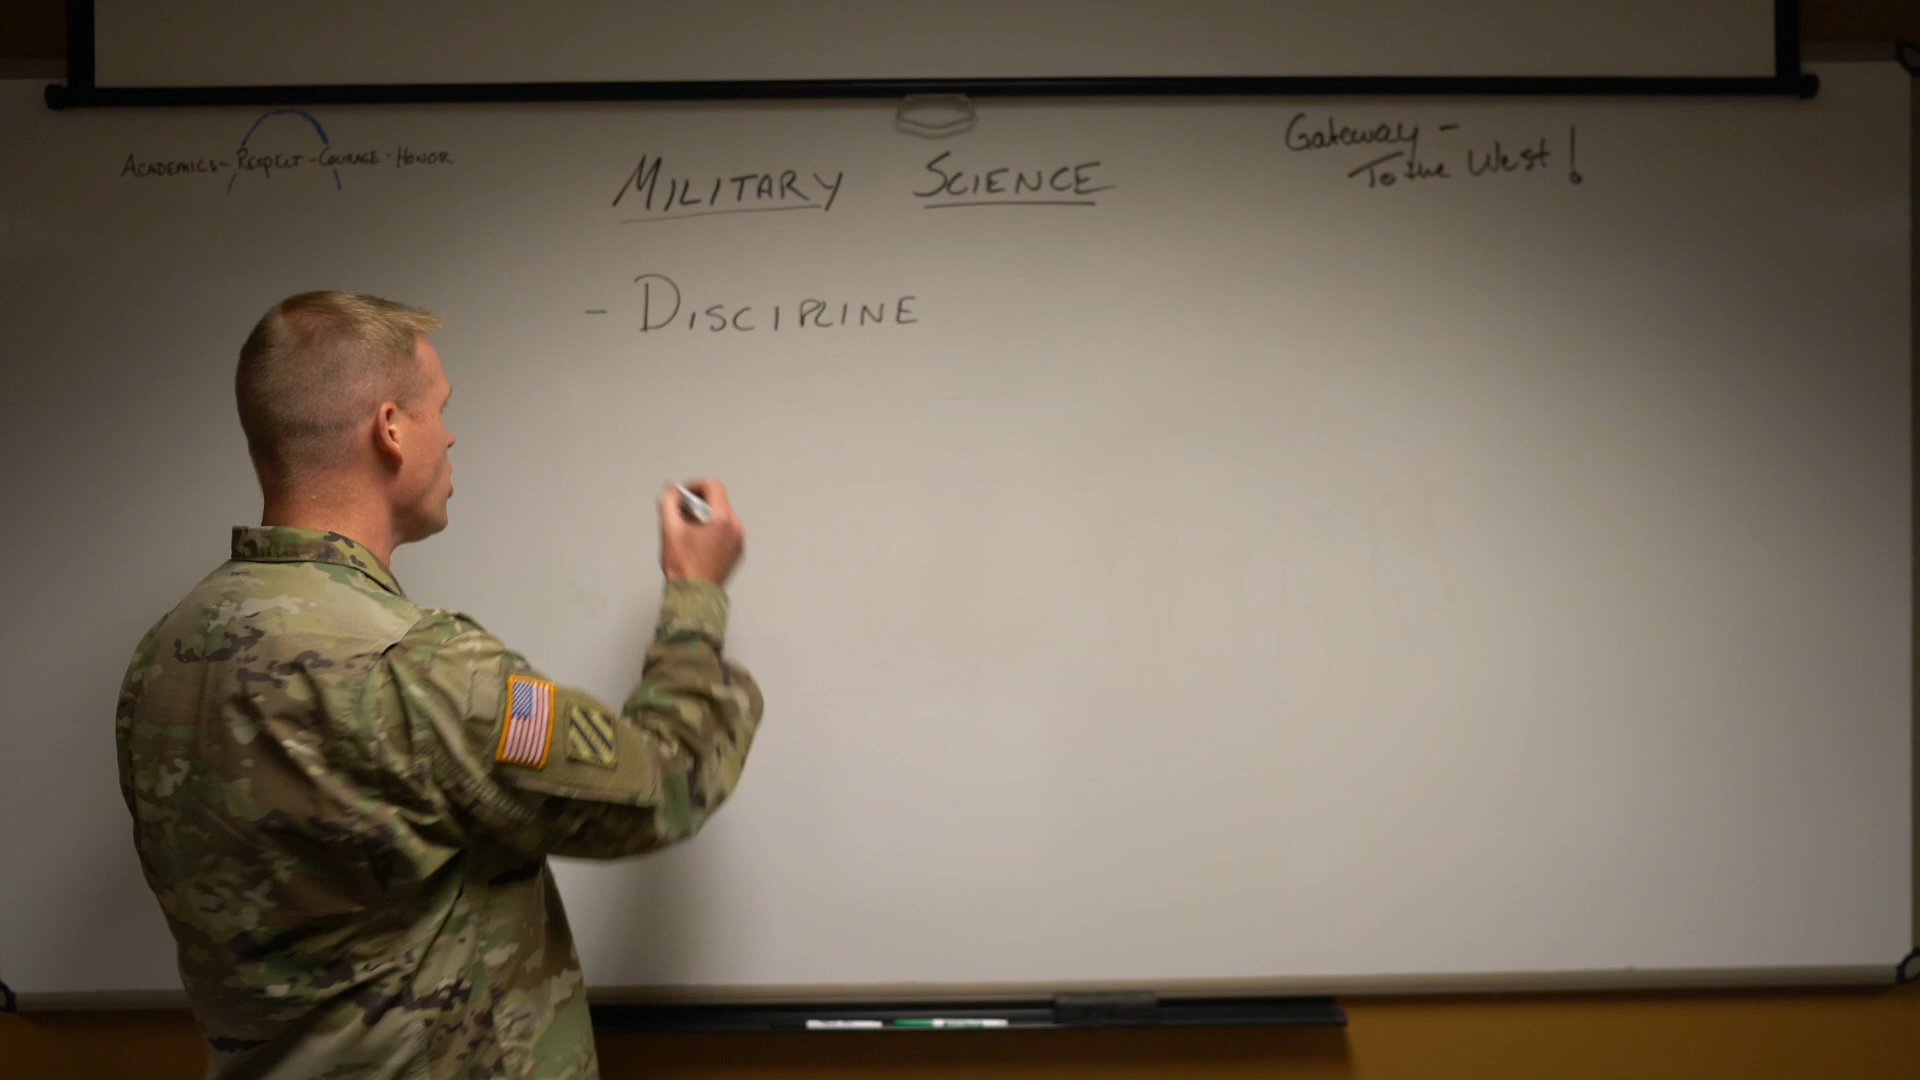 ACADEMICS - RESPECT - COURAGE - HONOR
MILITARY SCIENCE
Gateway -
To the West!
- DISCIPLINE